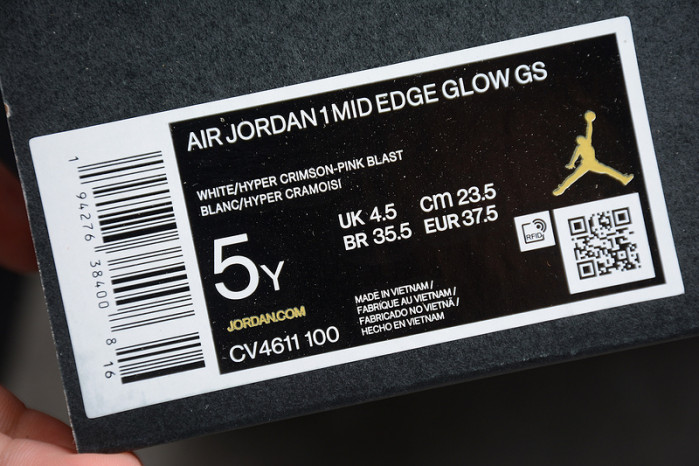 AIR JORDAN 1 MID EDGE GLOW GS
WHITE/HYPER CRIMSON-PINK BLAST
BLANC/HYPER CRAMOISI
5Y
UK 4.5 CM 23.5
BR 35.5 EUR 37.5
RFID
JORDAN.COM
CV4611 100
MADE IN VIETNAM /
FABRIQUE AU VIETNAM /
FABRICADO NO VIETNÃ /
HECHO EN VIETNAM
1 94276 38400 8 16